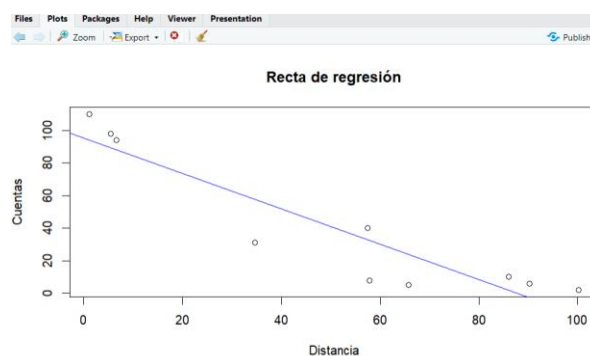 Files Plots Packages Help Viewer Presentation
Zoom Export Publish
Recta de regresión
Cuentas
100
80
60
40
20
0
0 20 40 60 80 100
Distancia